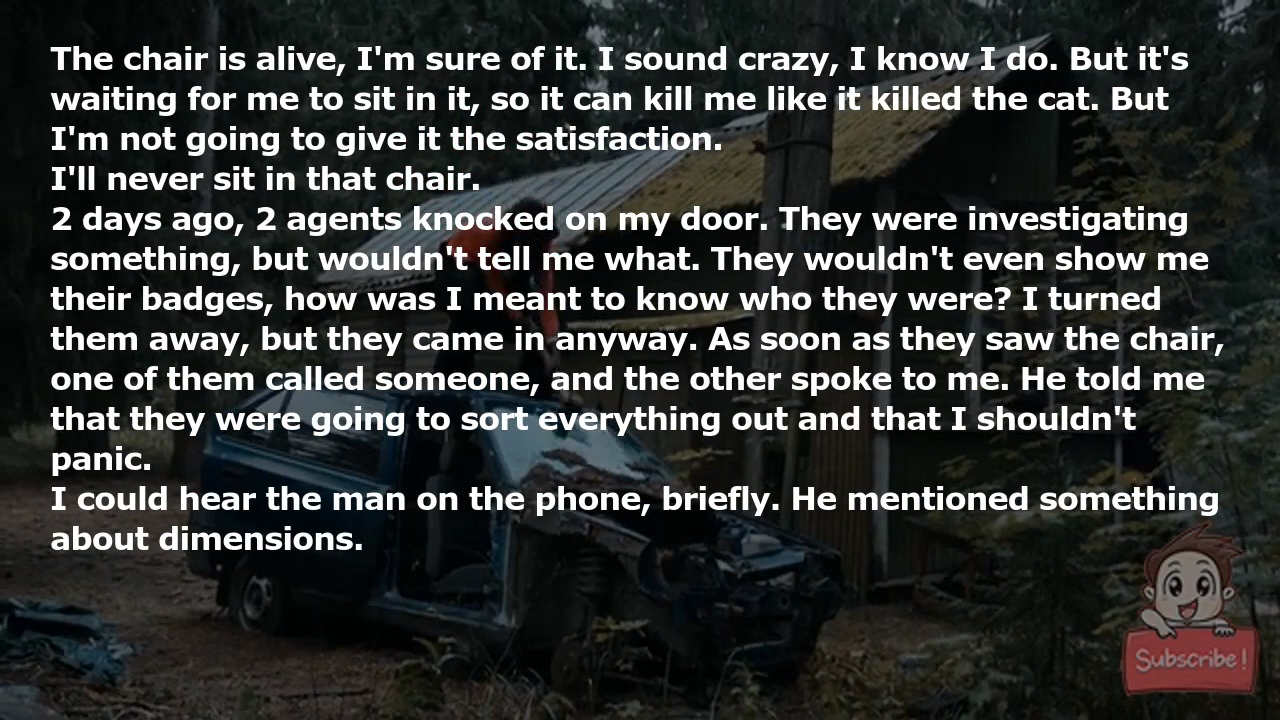 The chair is alive, I'm sure of it. I sound crazy, I know I do. But it's
waiting for me to sit in it, so it can kill me like it killed the cat. But
I'm not going to give it the satisfaction.
I'll never sit in that chair.
2 days ago, 2 agents knocked on my door. They were investigating
something, but wouldn't tell me what. They wouldn't even show me
their badges, how was I meant to know who they were? I turned
them away, but they came in anyway. As soon as they saw the chair,
one of them called someone, and the other spoke to me. He told me
that they were going to sort everything out and that I shouldn't
panic.
I could hear the man on the phone, briefly. He mentioned something
about dimensions.
Subscribe!